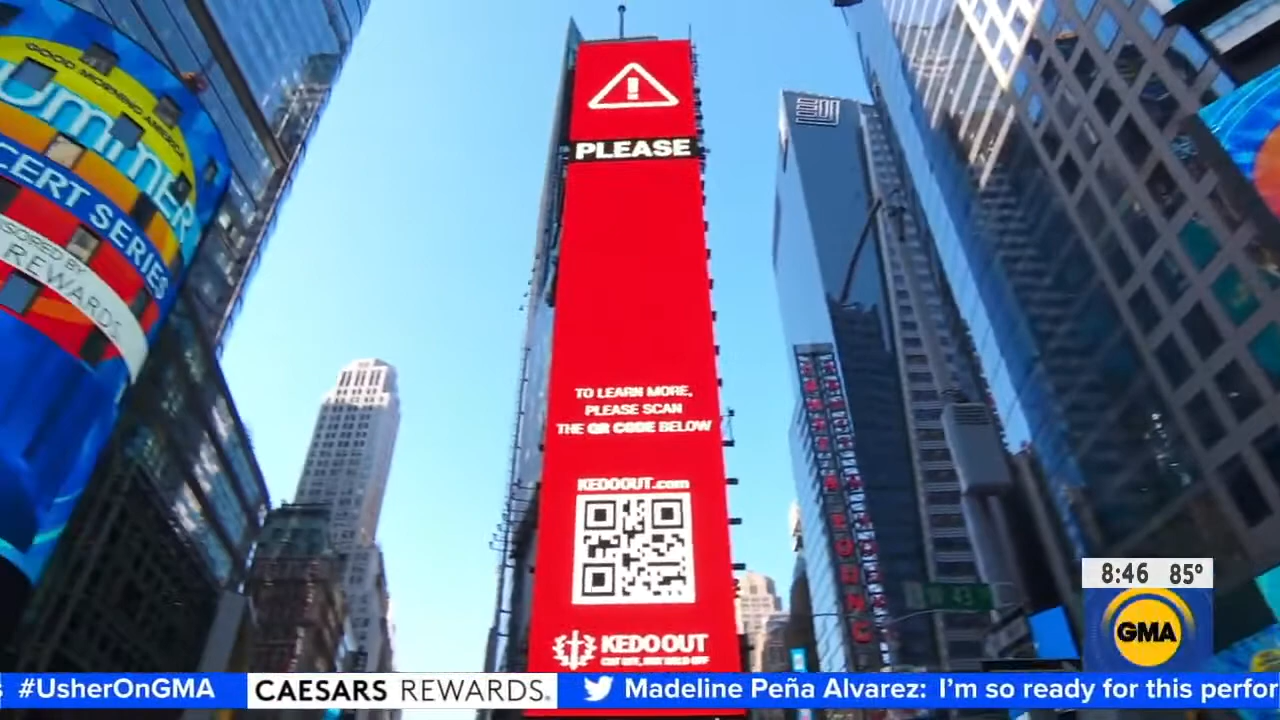 GOOD MORNING AMERICA
SUMMER
CERT SERIES
SORED BY
REWARDS
PLEASE
TO LEARN MORE,
PLEASE SCAN
THE QR CODE BELOW
KEDOOUT.com
KEDOOUT
8:46 85°
GMA
#UsherOnGMA
CAESARS REWARDS.
Madeline Peña Alvarez: I'm so ready for this perfor